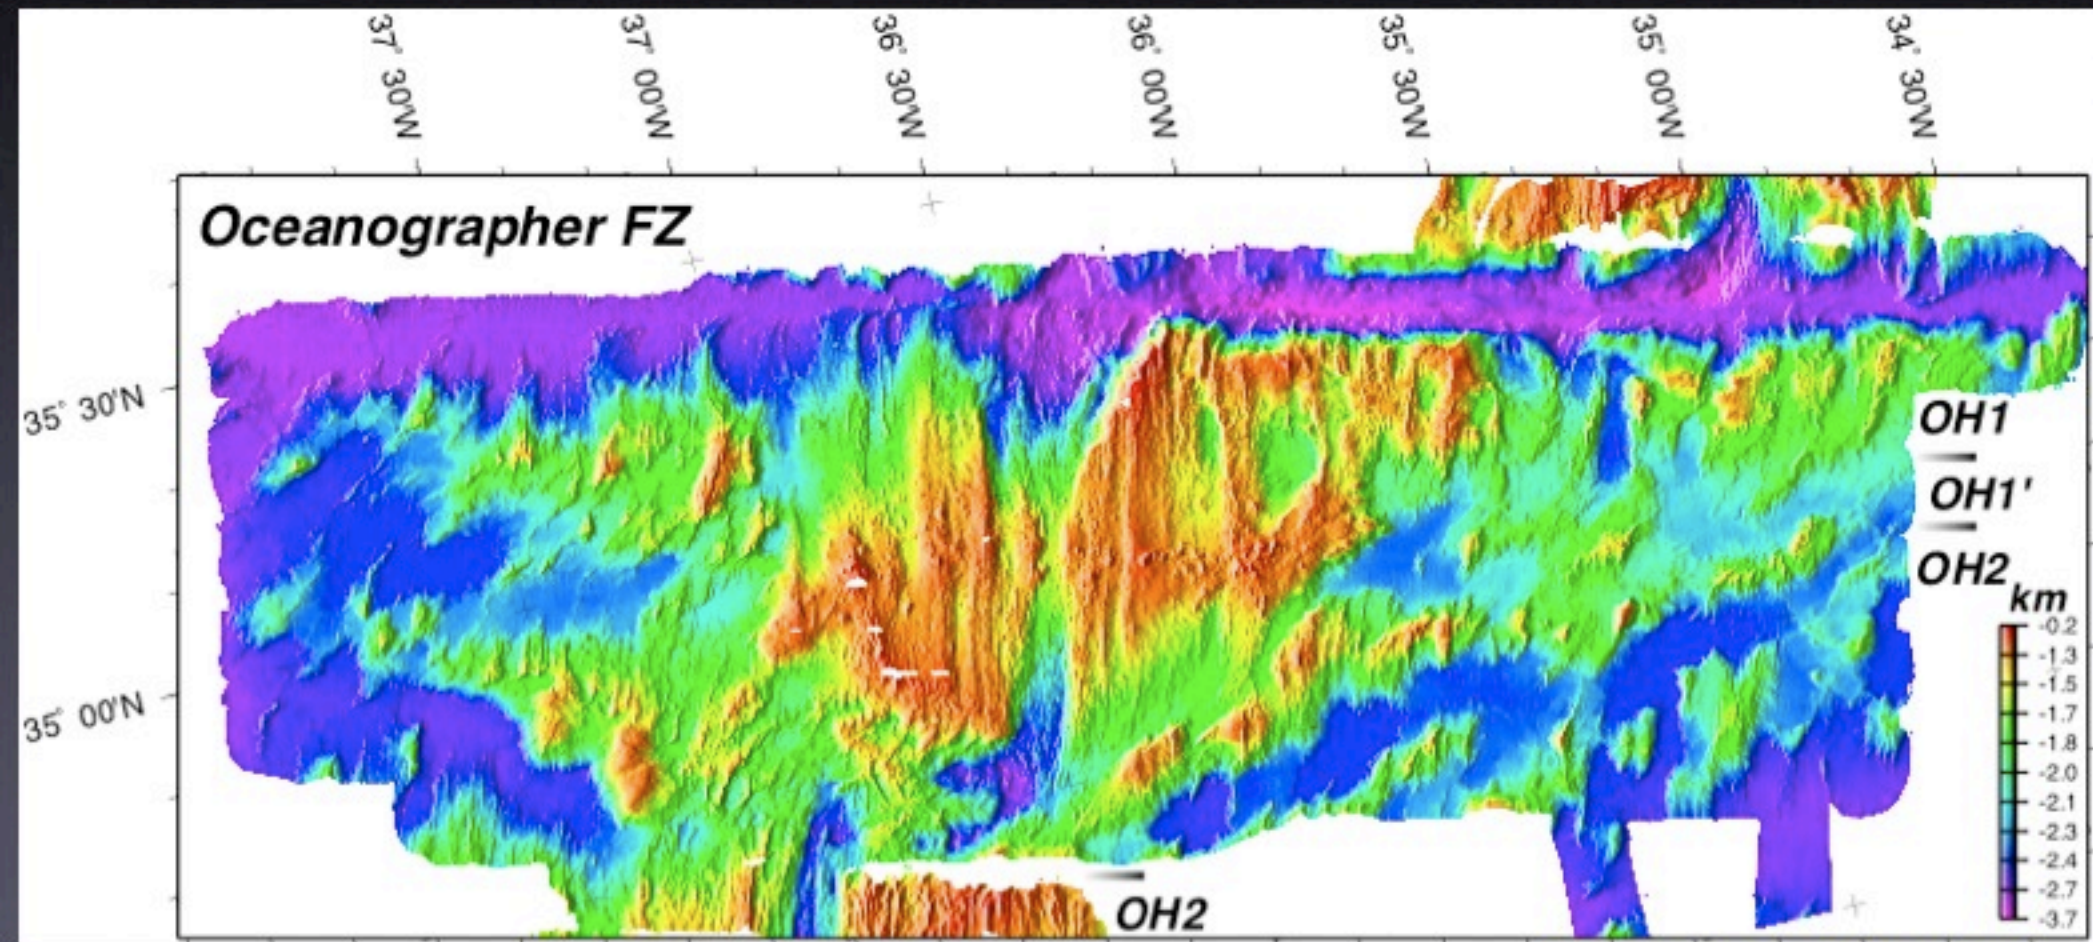 37° 30'W
37° 00'W
36° 30'W
36° 00'W
35° 30'W
35° 00'W
34° 30'W
Oceanographer FZ
35° 30'N
35° 00'N
OH1
OH1'
OH2
km
-0.2
-1.3
-1.5
-1.7
-1.8
-2.0
-2.1
-2.3
-2.4
-2.7
-3.7
OH2